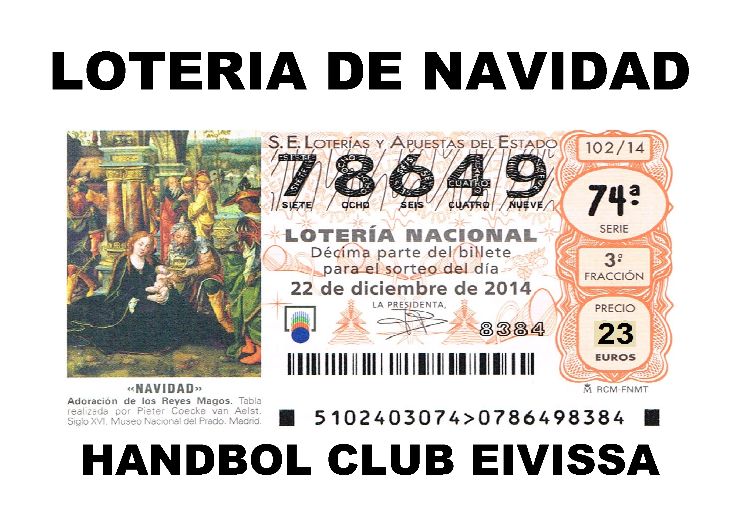 LOTERIA DE NAVIDAD
S. E. LOTERÍAS Y APUESTAS DEL ESTADO
102/14
78649
SIETE OCHO SEIS CUATRO NUEVE
74ª
SERIE
LOTERÍA NACIONAL
Décima parte del billete
para el sorteo del día
22 de diciembre de 2014
3ª
FRACCIÓN
LA PRESIDENTA,
8384
PRECIO
23
EUROS
RCM-FNMT
«NAVIDAD»
Adoración de los Reyes Magos. Tabla
realizada por Pieter Coecke van Aelst.
Siglo XVI. Museo Nacional del Prado. Madrid.
5102403074>0786498384
HANDBOL CLUB EIVISSA